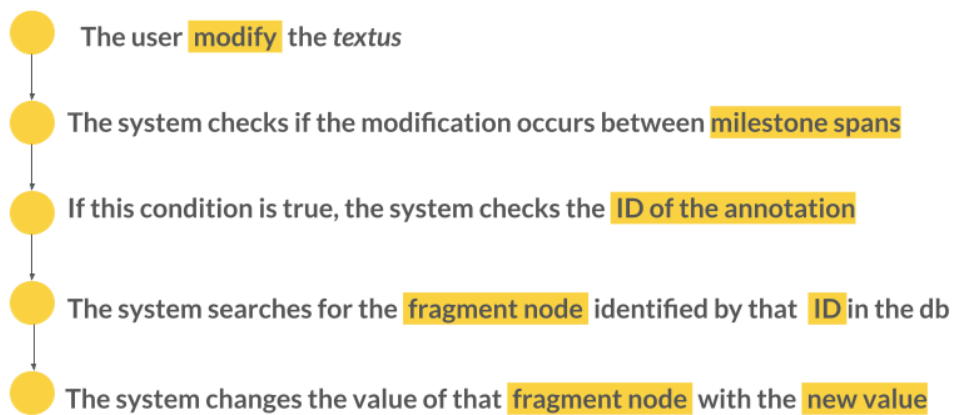 The user modify the textus
The system checks if the modification occurs between milestone spans
If this condition is true, the system checks the ID of the annotation
The system searches for the fragment node identified by that ID in the db
The system changes the value of that fragment node with the new value